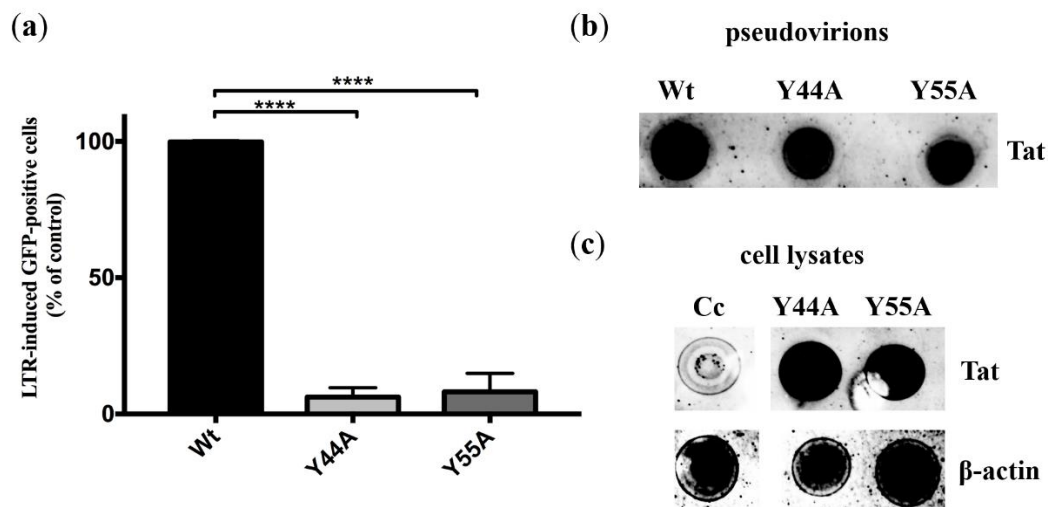 (a)
LTR-induced GFP-positive cells
(% of control)
100
50
0
****
****
Wt
Y44A
Y55A
(b)
pseudovirions
Wt Y44A Y55A
Tat
(c)
cell lysates
Cc Y44A Y55A
Tat
β-actin